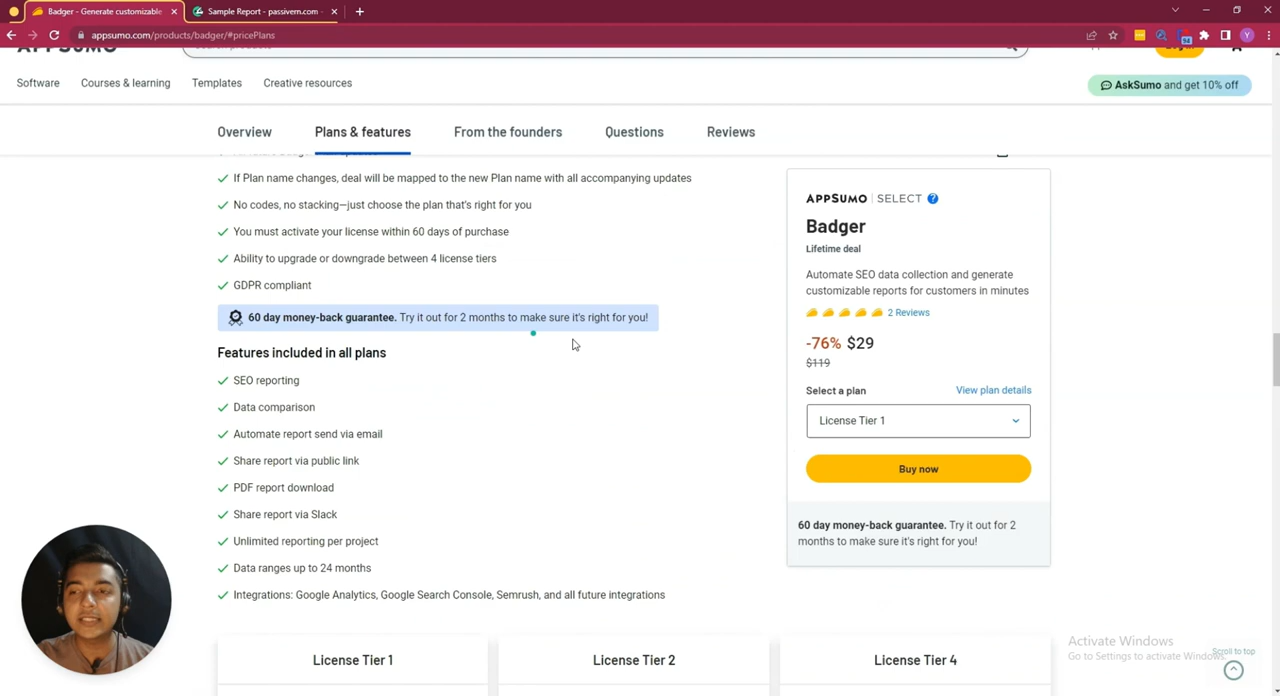 Badger - Generate customizable
Sample Report - passivern.com -
appsumo.com/products/badger/#pricePlans
Software
Courses & learning
Templates
Creative resources
AskSumo and get 10% off
Overview
Plans & features
From the founders
Questions
Reviews
If Plan name changes, deal will be mapped to the new Plan name with all accompanying updates
No codes, no stacking—just choose the plan that's right for you
You must activate your license within 60 days of purchase
Ability to upgrade or downgrade between 4 license tiers
GDPR compliant
60 day money-back guarantee. Try it out for 2 months to make sure it's right for you!
Features included in all plans
SEO reporting
Data comparison
Automate report send via email
Share report via public link
PDF report download
Share report via Slack
Unlimited reporting per project
Data ranges up to 24 months
Integrations: Google Analytics, Google Search Console, Semrush, and all future integrations
License Tier 1
License Tier 2
License Tier 4
APPSUMO | SELECT ?
Badger
Lifetime deal
Automate SEO data collection and generate
customizable reports for customers in minutes
2 Reviews
-76% $29
$119
Select a plan
View plan details
License Tier 1
Buy now
60 day money-back guarantee. Try it out for 2
months to make sure it's right for you!
Activate Windows
Go to Settings to activate Windows.
Scroll to top